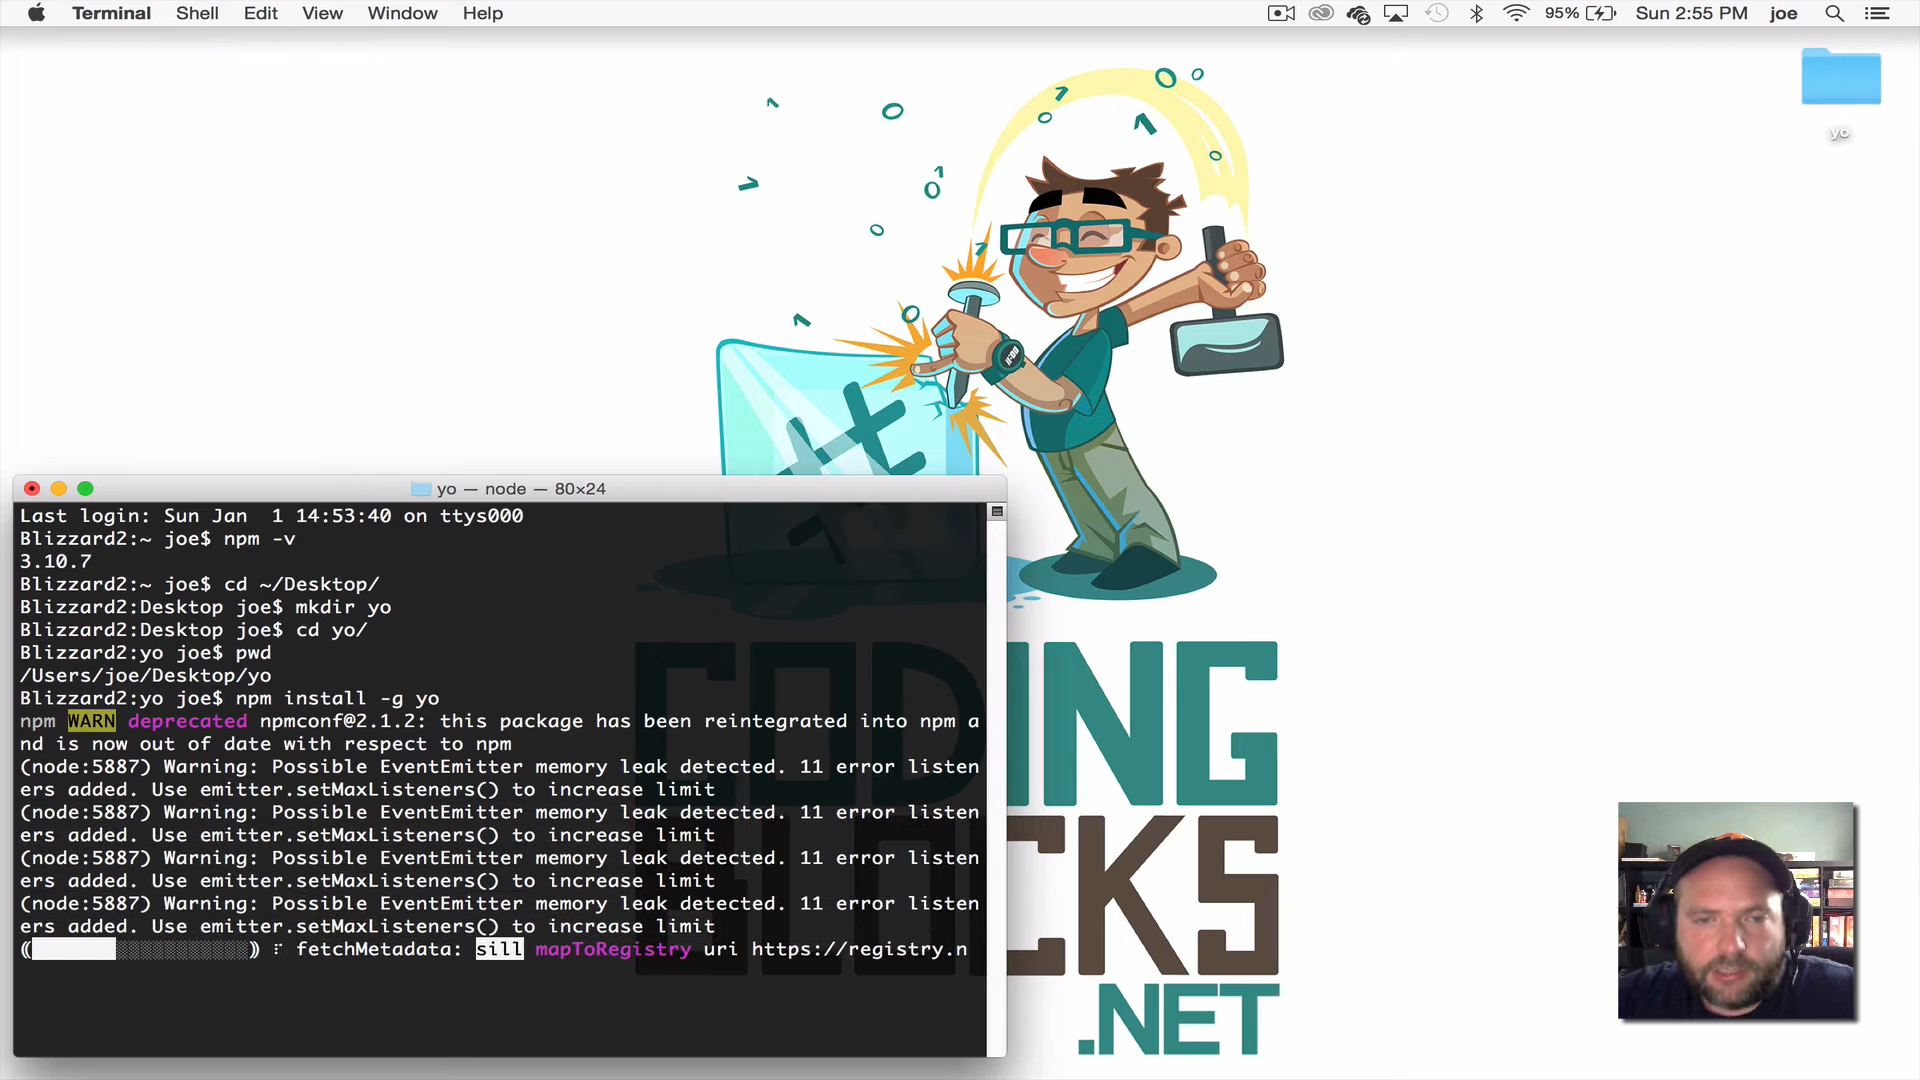 Terminal Shell Edit View Window Help 95% Sun 2:55 PM joe
yo
yo — node — 80×24
Last login: Sun Jan  1 14:53:40 on ttys000
Blizzard2:~ joe$ npm -v
3.10.7
Blizzard2:~ joe$ cd ~/Desktop/
Blizzard2:Desktop joe$ mkdir yo
Blizzard2:Desktop joe$ cd yo/
Blizzard2:yo joe$ pwd
/Users/joe/Desktop/yo
Blizzard2:yo joe$ npm install -g yo
npm WARN deprecated npmconf@2.1.2: this package has been reintegrated into npm a
nd is now out of date with respect to npm
(node:5887) Warning: Possible EventEmitter memory leak detected. 11 error listen
ers added. Use emitter.setMaxListeners() to increase limit
(node:5887) Warning: Possible EventEmitter memory leak detected. 11 error listen
ers added. Use emitter.setMaxListeners() to increase limit
(node:5887) Warning: Possible EventEmitter memory leak detected. 11 error listen
ers added. Use emitter.setMaxListeners() to increase limit
(node:5887) Warning: Possible EventEmitter memory leak detected. 11 error listen
ers added. Use emitter.setMaxListeners() to increase limit
fetchMetadata: sill mapToRegistry uri https://registry.n
CODING
BLOCKS
.NET